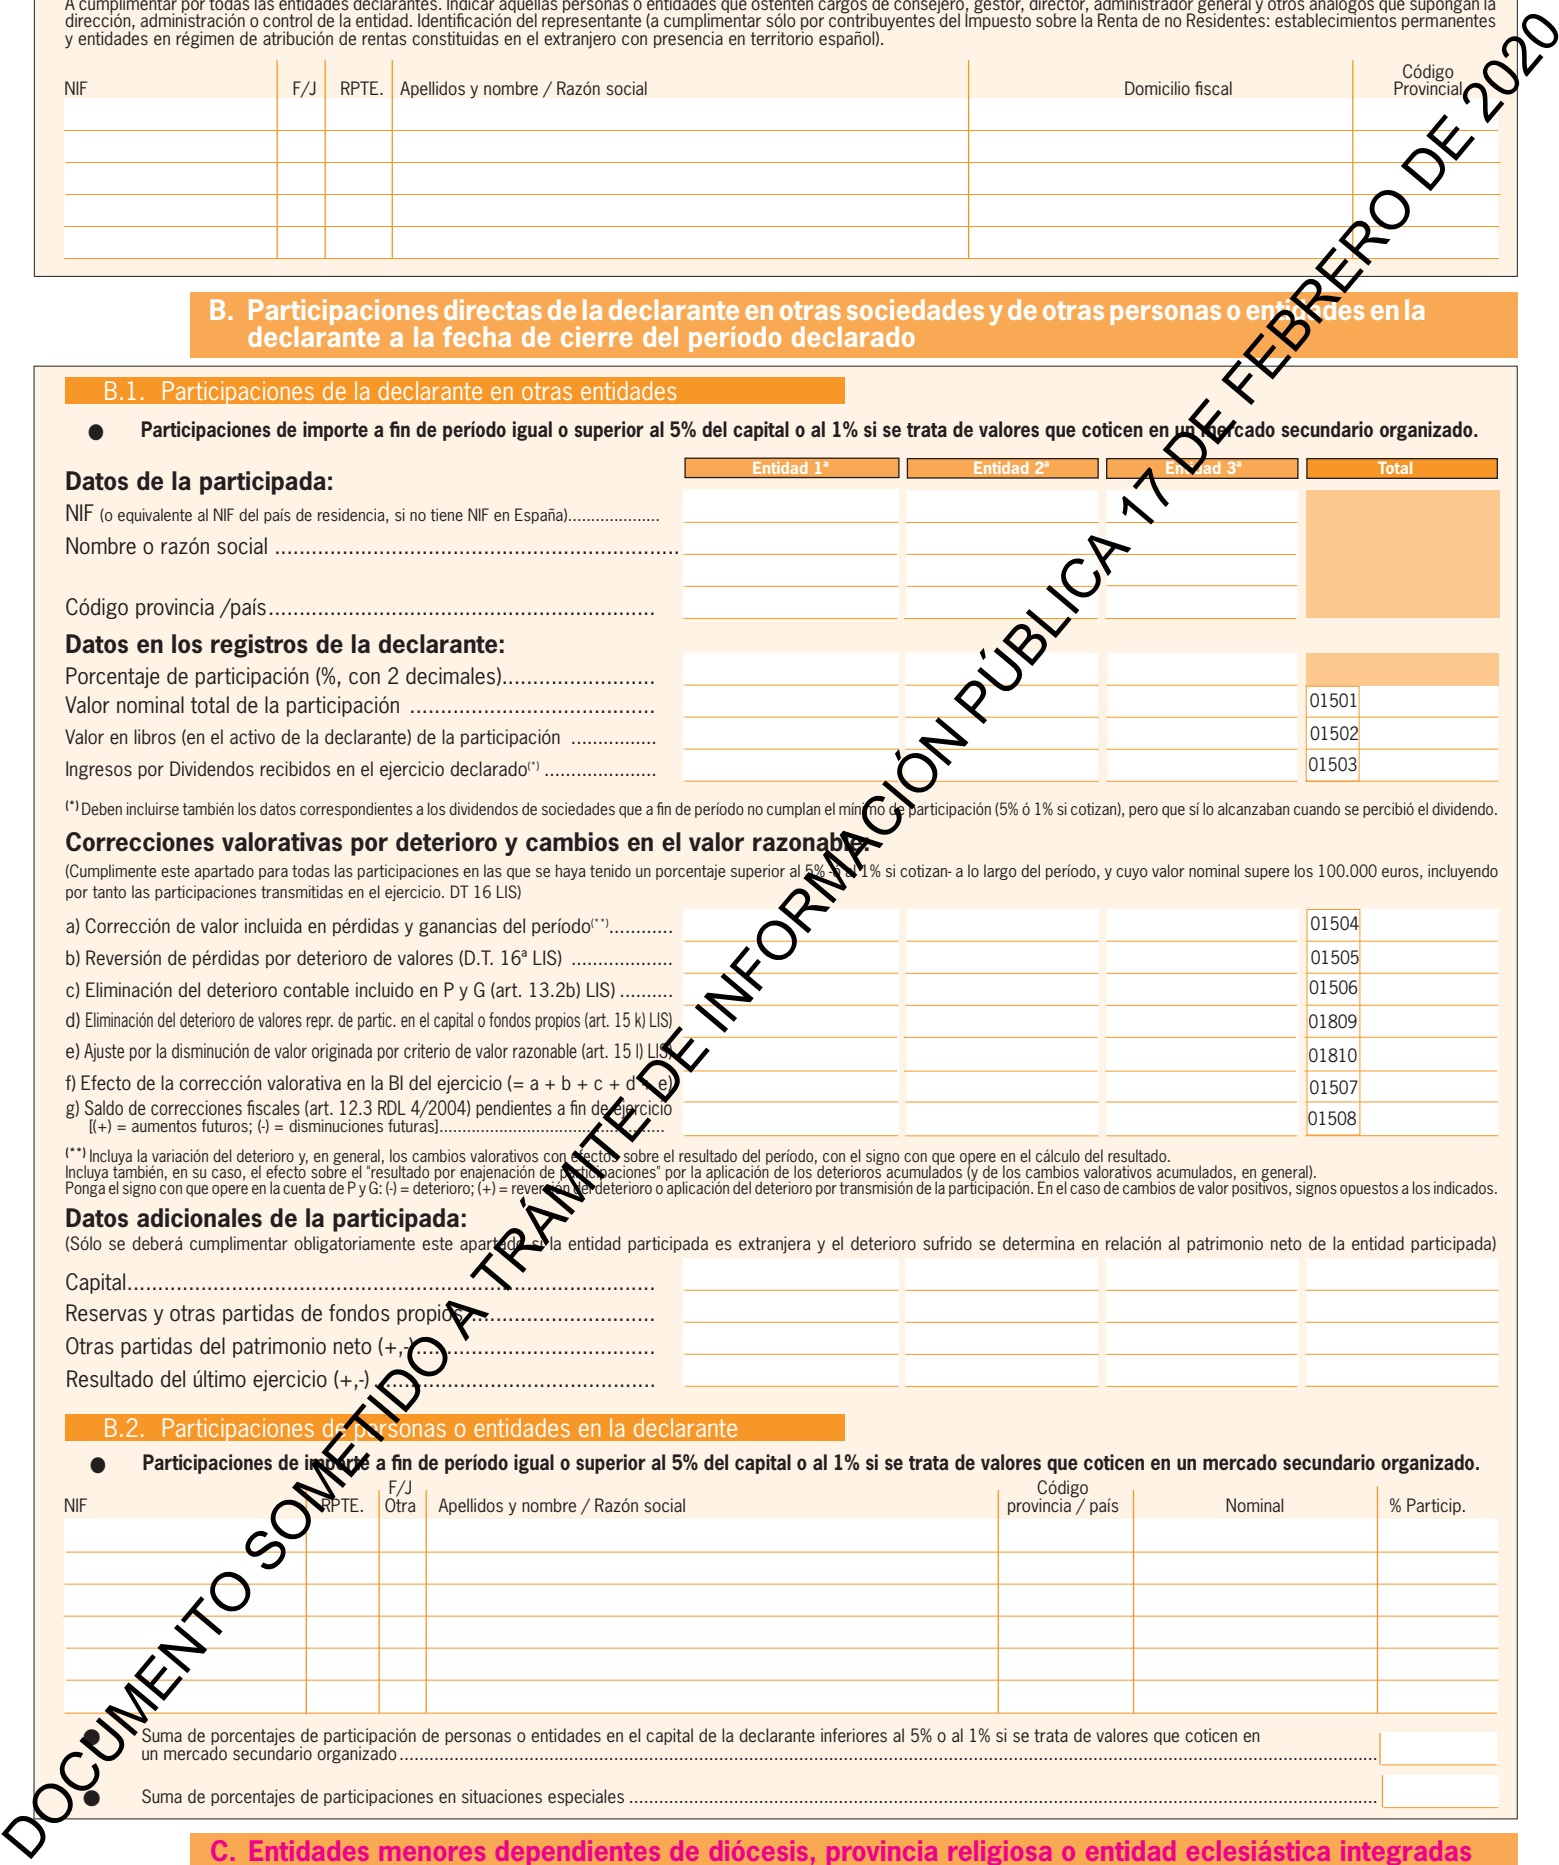 A cumplimentar por todas las entidades declarantes. Indicar aquellas personas o entidades que ostenten cargos de consejero, gestor, director, administrador general y otros análogos que supongan la
dirección, administración o control de la entidad. Identificación del representante (a cumplimentar sólo por contribuyentes del Impuesto sobre la Renta de no Residentes: establecimientos permanentes
y entidades en régimen de atribución de rentas constituidas en el extranjero con presencia en territorio español).
NIF F/J RPTE. Apellidos y nombre / Razón social Domicilio fiscal Código Provincial
B. Participaciones directas de la declarante en otras sociedades y de otras personas o entidades en la
declarante a la fecha de cierre del período declarado
B.1. Participaciones de la declarante en otras entidades
● Participaciones de importe a fin de período igual o superior al 5% del capital o al 1% si se trata de valores que coticen en un mercado secundario organizado.
Entidad 1ª Entidad 2ª Entidad 3ª Total
Datos de la participada:
NIF (o equivalente al NIF del país de residencia, si no tiene NIF en España)....................
Nombre o razón social ................................................................
Código provincia /país.............................................................
Datos en los registros de la declarante:
Porcentaje de participación (%, con 2 decimales)........................
Valor nominal total de la participación ....................................... 01501
Valor en libros (en el activo de la declarante) de la participación ................ 01502
Ingresos por Dividendos recibidos en el ejercicio declarado(*) ..................... 01503
(*) Deben incluirse también los datos correspondientes a los dividendos de sociedades que a fin de período no cumplan el mínimo de participación (5% ó 1% si cotizan), pero que sí lo alcanzaban cuando se percibió el dividendo.
Correcciones valorativas por deterioro y cambios en el valor razonable:
(Cumplimente este apartado para todas las participaciones en las que se haya tenido un porcentaje superior al 5% -ó al 1% si cotizan- a lo largo del período, y cuyo valor nominal supere los 100.000 euros, incluyendo
por tanto las participaciones transmitidas en el ejercicio. DT 16 LIS)
a) Corrección de valor incluida en pérdidas y ganancias del período(**)............ 01504
b) Reversión de pérdidas por deterioro de valores (D.T. 16ª LIS) ................... 01505
c) Eliminación del deterioro contable incluido en P y G (art. 13.2b) LIS) .......... 01506
d) Eliminación del deterioro de valores repr. de partic. en el capital o fondos propios (art. 15 k) LIS) 01809
e) Ajuste por la disminución de valor originada por criterio de valor razonable (art. 15 l) LIS) 01810
f) Efecto de la corrección valorativa en la BI del ejercicio (= a + b + c + d + e) 01507
g) Saldo de correcciones fiscales (art. 12.3 RDL 4/2004) pendientes a fin de ejercicio
[(+) = aumentos futuros; (-) = disminuciones futuras].................................................. 01508
(**) Incluya la variación del deterioro y, en general, los cambios valorativos con efectos sobre el resultado del período, con el signo con que opere en el cálculo del resultado.
Incluya también, en su caso, el efecto sobre el "resultado por enajenación de participaciones" por la aplicación de los deterioros acumulados (y de los cambios valorativos acumulados, en general).
Ponga el signo con que opere en la cuenta de P y G: (-) = deterioro; (+) = reversión del deterioro o aplicación del deterioro por transmisión de la participación. En el caso de cambios de valor positivos, signos opuestos a los indicados.
Datos adicionales de la participada:
(Sólo se deberá cumplimentar obligatoriamente este apartado si la entidad participada es extranjera y el deterioro sufrido se determina en relación al patrimonio neto de la entidad participada)
Capital...................................................................................
Reservas y otras partidas de fondos propios..............................
Otras partidas del patrimonio neto (+,-)......................................
Resultado del último ejercicio (+,-).............................................
B.2. Participaciones de personas o entidades en la declarante
● Participaciones de importe a fin de período igual o superior al 5% del capital o al 1% si se trata de valores que coticen en un mercado secundario organizado.
NIF RPTE. F/J Otra Apellidos y nombre / Razón social Código provincia / país Nominal % Particip.
● Suma de porcentajes de participación de personas o entidades en el capital de la declarante inferiores al 5% o al 1% si se trata de valores que coticen en
un mercado secundario organizado....................................................................................................
● Suma de porcentajes de participaciones en situaciones especiales ....................................................................................................
C. Entidades menores dependientes de diócesis, provincia religiosa o entidad eclesiástica integradas
DOCUMENTO SOMETIDO A TRÁMITE DE INFORMACIÓN PÚBLICA 17 DE FEBRERO DE 2020